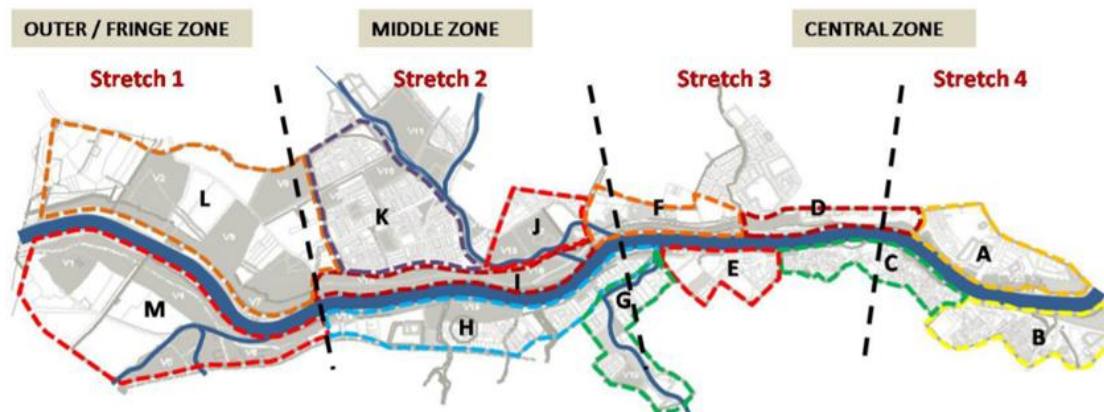 OUTER / FRINGE ZONE
MIDDLE ZONE
CENTRAL ZONE
Stretch 1
Stretch 2
Stretch 3
Stretch 4
L
K
J
F
D
A
M
I
H
G
E
C
B